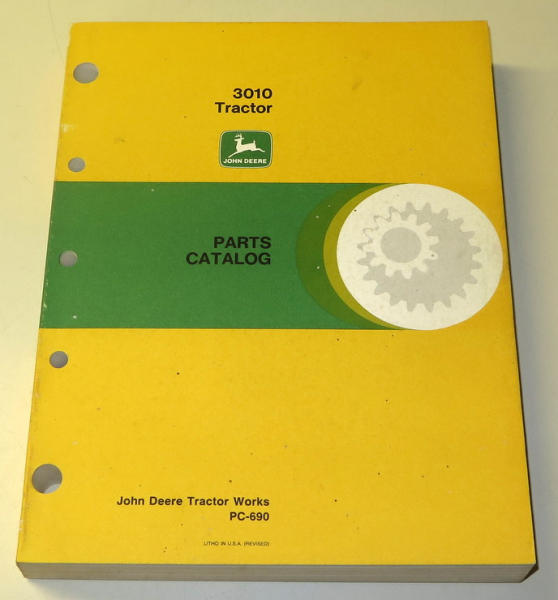 3010
Tractor
JOHN DEERE
PARTS
CATALOG
John Deere Tractor Works
PC-690
LITHO IN U.S.A. (REVISED)